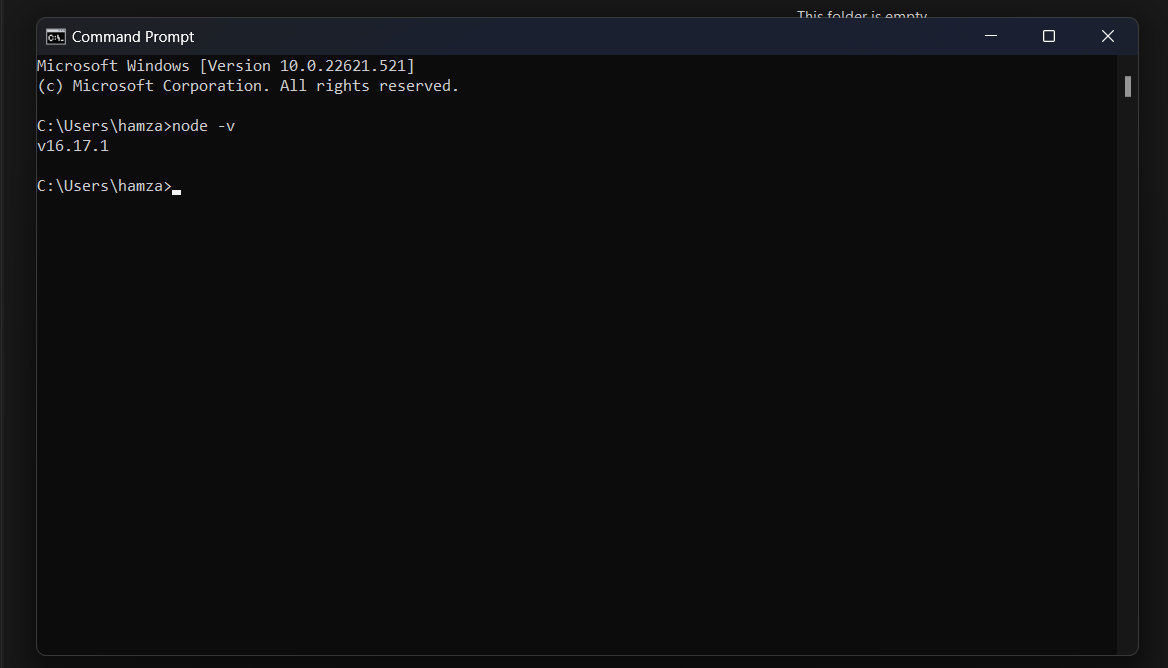 This folder is empty.
Command Prompt
Microsoft Windows [Version 10.0.22621.521]
(c) Microsoft Corporation. All rights reserved.
C:\Users\hamza>node -v
v16.17.1
C:\Users\hamza>